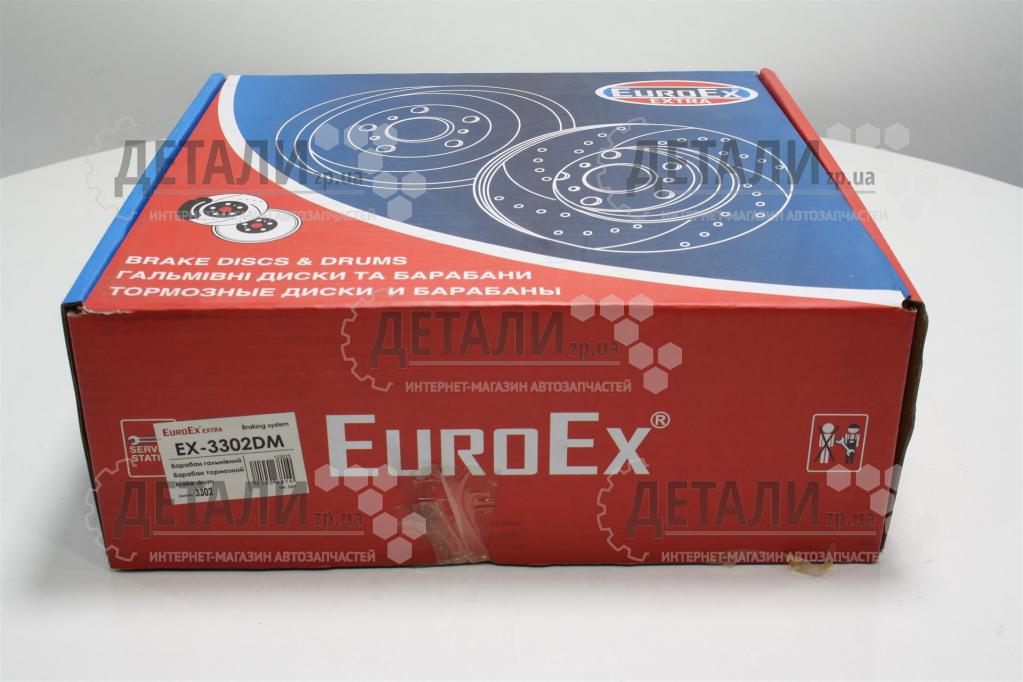 EUROEX
EXTRA
ДЕТАЛИ
zp.ua
ИНТЕРНЕТ-МАГАЗИН АВТОЗАПЧАСТЕЙ
ДЕТАЛИ
zp.ua
ИНТЕРНЕТ-МАГАЗИН АВТОЗАПЧАСТЕЙ
BRAKE DISCS & DRUMS
ГАЛЬМІВНІ ДИСКИ ТА БАРАБАНИ
ТОРМОЗНЫЕ ДИСКИ И БАРАБАНЫ
ДЕТАЛИ
zp.ua
ИНТЕРНЕТ-МАГАЗИН АВТОЗАПЧАСТЕЙ
EUROEX EXTRA Braking system
EX-3302DM
Барабан гальмівний
Барабан тормозной
brake drum
3302
EUROEX®
ДЕТАЛИ
zp.ua
ИНТЕРНЕТ-МАГАЗИН АВТОЗАПЧАСТЕЙ
ДЕТАЛИ
zp.ua
ИНТЕРНЕТ-МАГАЗИН АВТОЗАПЧАСТЕЙ